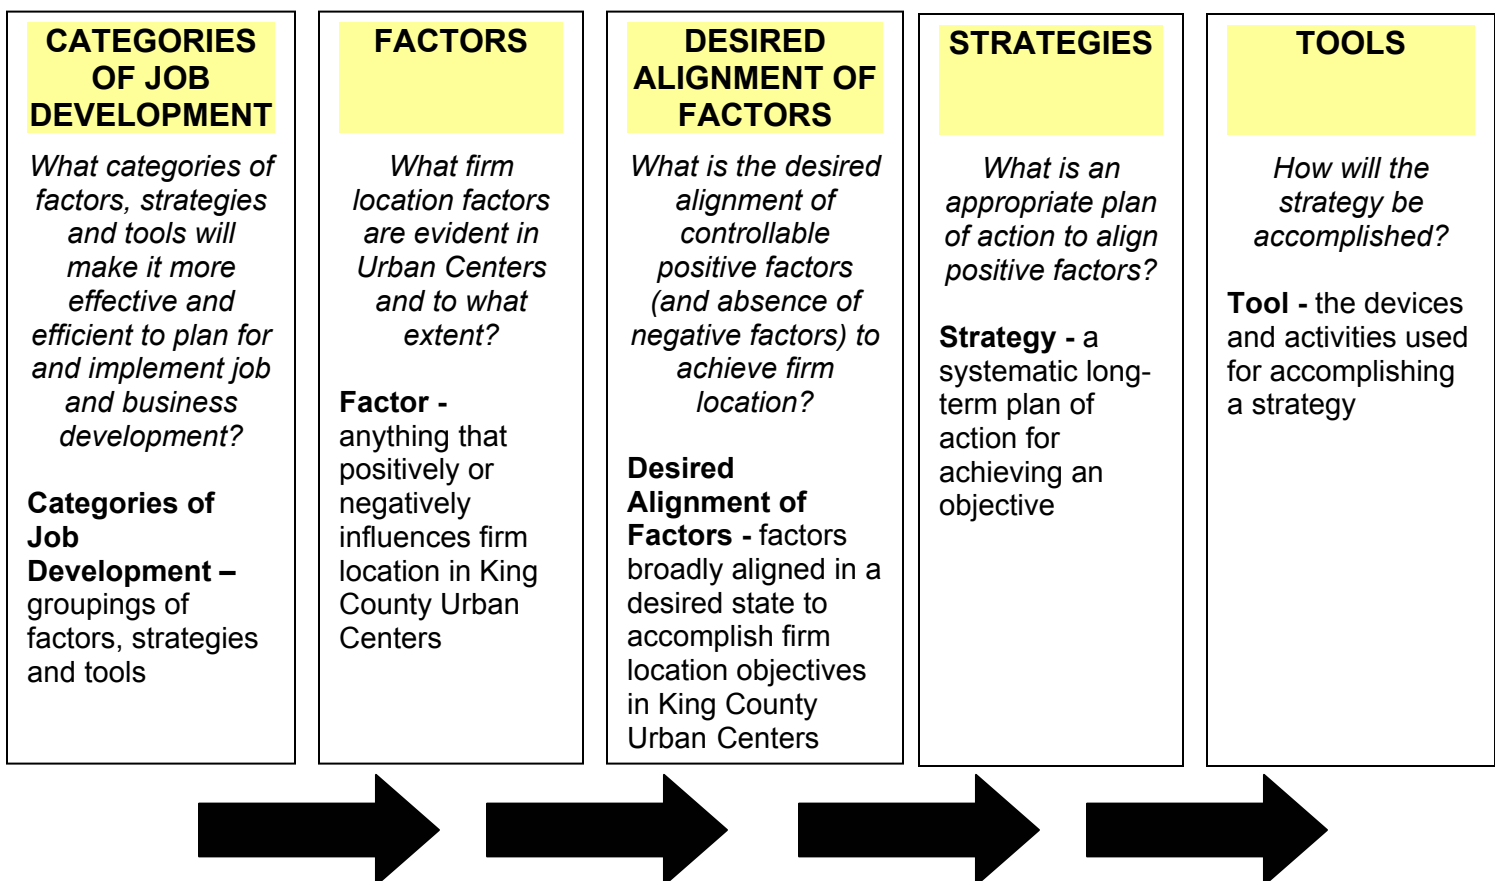 CATEGORIES
OF JOB
DEVELOPMENT
What categories of
factors, strategies
and tools will
make it more
effective and
efficient to plan for
and implement job
and business
development?
Categories of
Job
Development –
groupings of
factors, strategies
and tools
FACTORS
What firm
location factors
are evident in
Urban Centers
and to what
extent?
Factor -
anything that
positively or
negatively
influences firm
location in King
County Urban
Centers
DESIRED
ALIGNMENT OF
FACTORS
What is the desired
alignment of
controllable
positive factors
(and absence of
negative factors) to
achieve firm
location?
Desired
Alignment of
Factors - factors
broadly aligned in a
desired state to
accomplish firm
location objectives
in King County
Urban Centers
STRATEGIES
What is an
appropriate plan
of action to align
positive factors?
Strategy - a
systematic long-
term plan of
action for
achieving an
objective
TOOLS
How will the
strategy be
accomplished?
Tool - the devices
and activities used
for accomplishing
a strategy